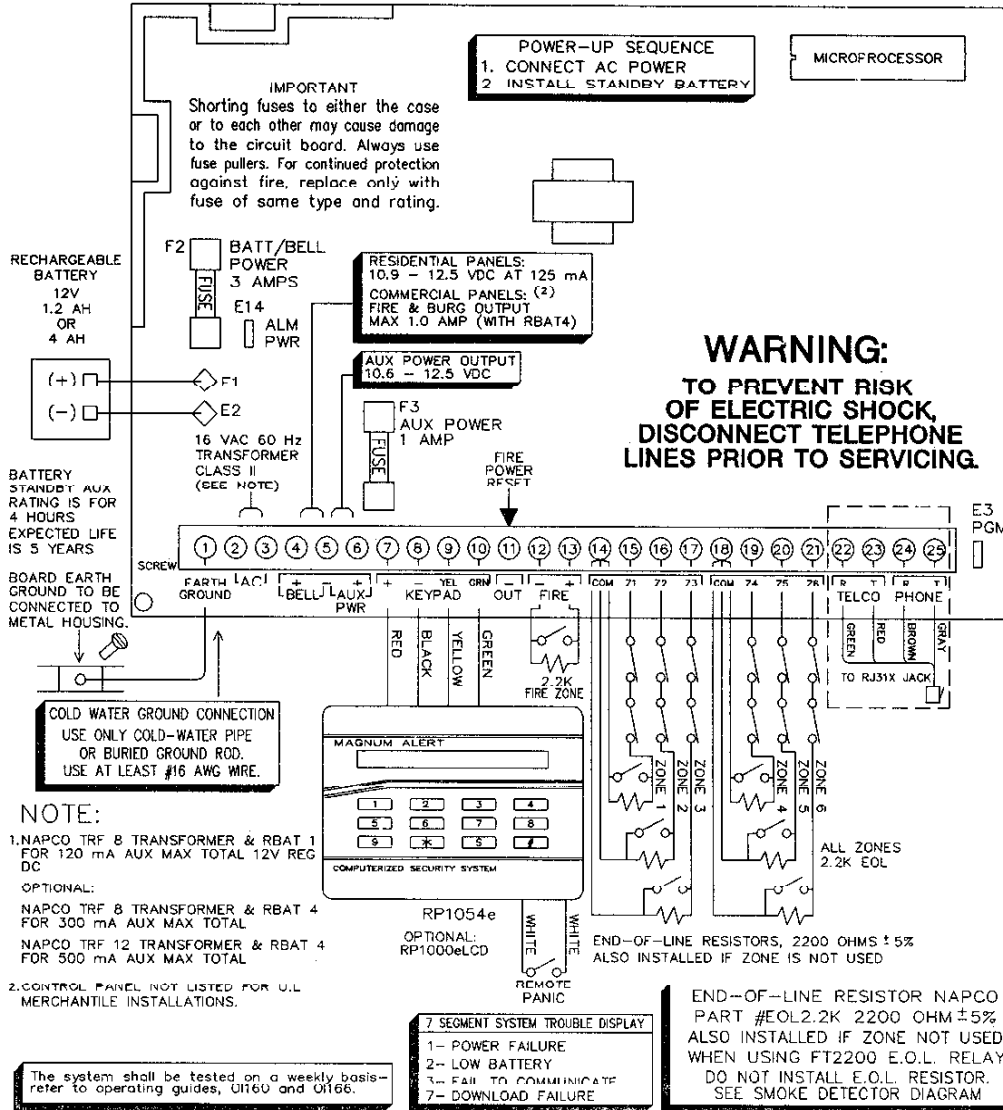 POWER-UP SEQUENCE
1. CONNECT AC POWER
2 INSTALL STANDBY BATTERY
MICROFROCESSOR
IMPORTANT
Shorting fuses to either the case
or to each other may cause damage
to the circuit board. Always use
fuse pullers. For continued protection
against fire, replace only with
fuse of same type and rating.
RECHARGEABLE
BATTERY
12V
1.2 AH
OR
4 AH
F2
FUSE
BATT/BELL
POWER
3 AMPS
E14
ALM
PWR
RESIDENTIAL PANELS:
10.9 - 12.5 VDC AT 125 mA
COMMERCIAL PANELS: (2)
FIRE & BURG OUTPUT
MAX 1.0 AMP (WITH RBAT4)
AUX POWER OUTPUT
10.6 - 12.5 VDC
WARNING:
TO PREVENT RISK
OF ELECTRIC SHOCK,
DISCONNECT TELEPHONE
LINES PRIOR TO SERVICING.
(+)
(-)
F1
E2
16 VAC 60 Hz
TRANSFORMER
CLASS II
(SEE NOTE)
F3
AUX POWER
1 AMP
FUSE
FIRE
POWER
RESET
BATTERY
STANDBY AUX
RATING IS FOR
4 HOURS
EXPECTED LIFE
IS 5 YEARS
E3
PGM
SCREW
1 2 3 4 5 6 7 8 9 10 11 12 13 14 15 16 17 18 19 20 21 22 23 24 25
EARTH
GROUND
AC
+ - + 
BELL AUX
PWR
+ - YEL GRN
KEYPAD
-
OUT
- +
FIRE
COM Z1 Z2 Z3
COM Z4 Z5 Z6
R T R T
TELCO PHONE
BOARD EARTH
GROUND TO BE
CONNECTED TO
METAL HOUSING.
RED
BLACK
YELLOW
GREEN
2.2K
FIRE ZONE
GREEN
RED
BROWN
GRAY
TO RJ31X JACK
COLD WATER GROUND CONNECTION
USE ONLY COLD-WATER PIPE
OR BURIED GROUND ROD.
USE AT LEAST #16 AWG WIRE.
MAGNUM ALERT
1 2 3 4
5 6 7 8
9 * S #
COMPUTERIZED SECURITY SYSTEM
ZONE 1
ZONE 2
ZONE 3
ZONE 4
ZONE 5
ZONE 6
ALL ZONES
2.2K EOL
NOTE:
1.NAPCO TRF 8 TRANSFORMER & RBAT 1
FOR 120 mA AUX MAX TOTAL 12V REG
DC
OPTIONAL:
NAPCO TRF 8 TRANSFORMER & RBAT 4
FOR 300 mA AUX MAX TOTAL
NAPCO TRF 12 TRANSFORMER & RBAT 4
FOR 500 mA AUX MAX TOTAL
2.CONTROL PANEL NOT LISTED FOR U.L
MERCHANTILE INSTALLATIONS.
RP1054e
OPTIONAL:
RP1000eLCD
WHITE
WHITE
REMOTE
PANIC
END-OF-LINE RESISTORS, 2200 OHMS ±5%
ALSO INSTALLED IF ZONE IS NOT USED
7 SEGMENT SYSTEM TROUBLE DISPLAY
1- POWER FAILURE
2- LOW BATTERY
3- FAIL TO COMMUNICATE
7- DOWNLOAD FAILURE
END-OF-LINE RESISTOR NAPCO
PART #EOL2.2K 2200 OHM ±5%
ALSO INSTALLED IF ZONE NOT USED
WHEN USING FT2200 E.O.L. RELAY
DO NOT INSTALL E.O.L. RESISTOR.
SEE SMOKE DETECTOR DIAGRAM
The system shall be tested on a weekly basis-
refer to operating guides, OI160 and OI166.